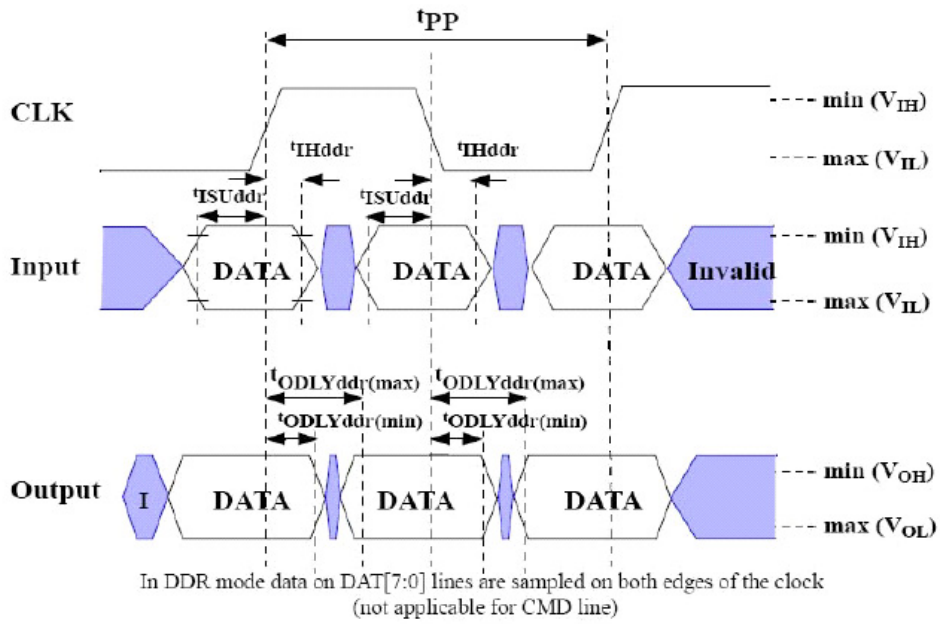 tPP
CLK
min (VIH)
max (VIL)
tIHddr
tIHddr
tISUddr
tISUddr
Input
DATA
DATA
DATA
Invalid
min (VIH)
max (VIL)
tODLYddr(max)
tODLYddr(max)
tODLYddr(min)
tODLYddr(min)
Output
I
DATA
DATA
DATA
min (VOH)
max (VOL)
In DDR mode data on DAT[7:0] lines are sampled on both edges of the clock
(not applicable for CMD line)